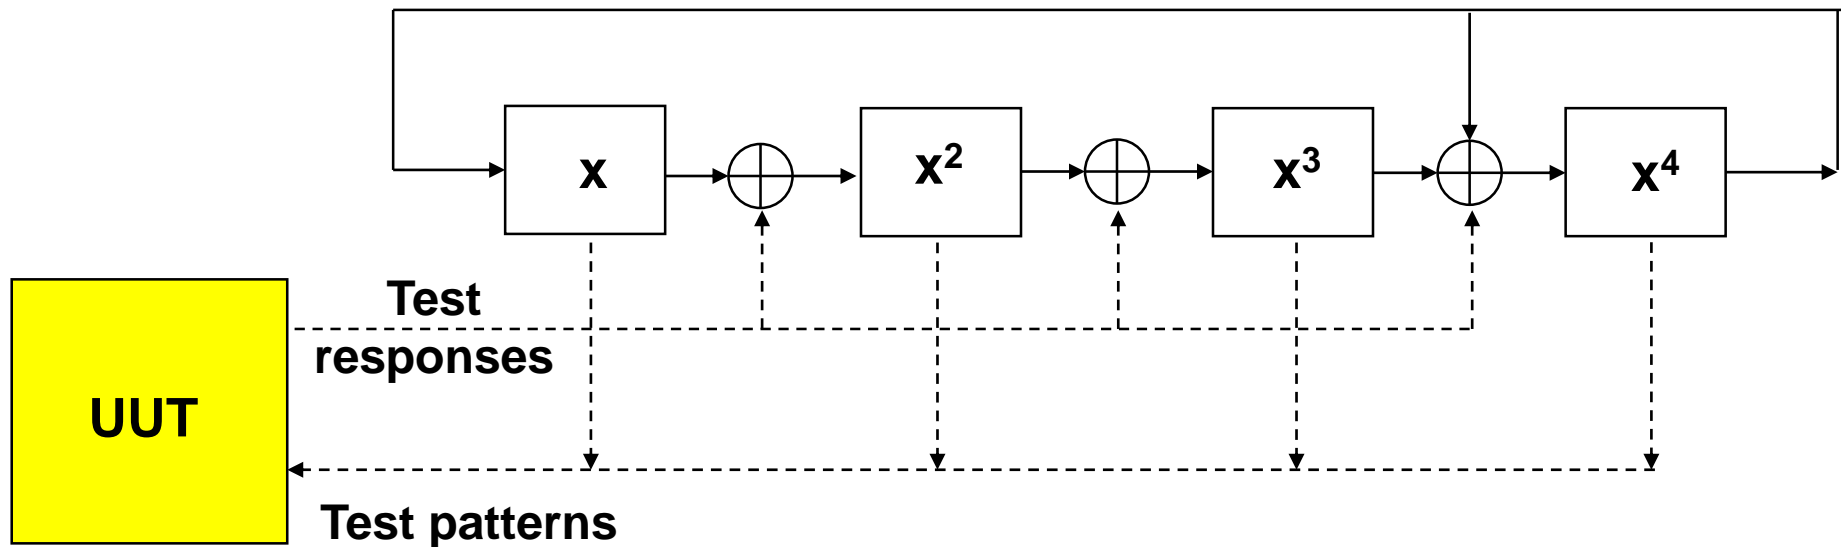 x x² x³ x⁴
Test
responses
UUT
Test patterns